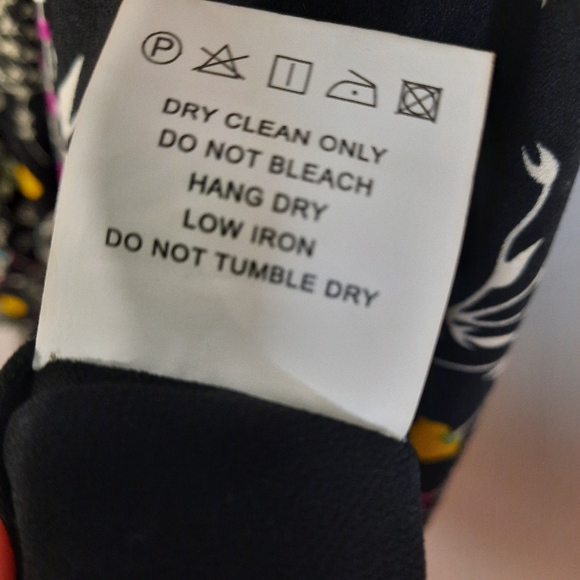 P
DRY CLEAN ONLY
DO NOT BLEACH
HANG DRY
LOW IRON
DO NOT TUMBLE DRY